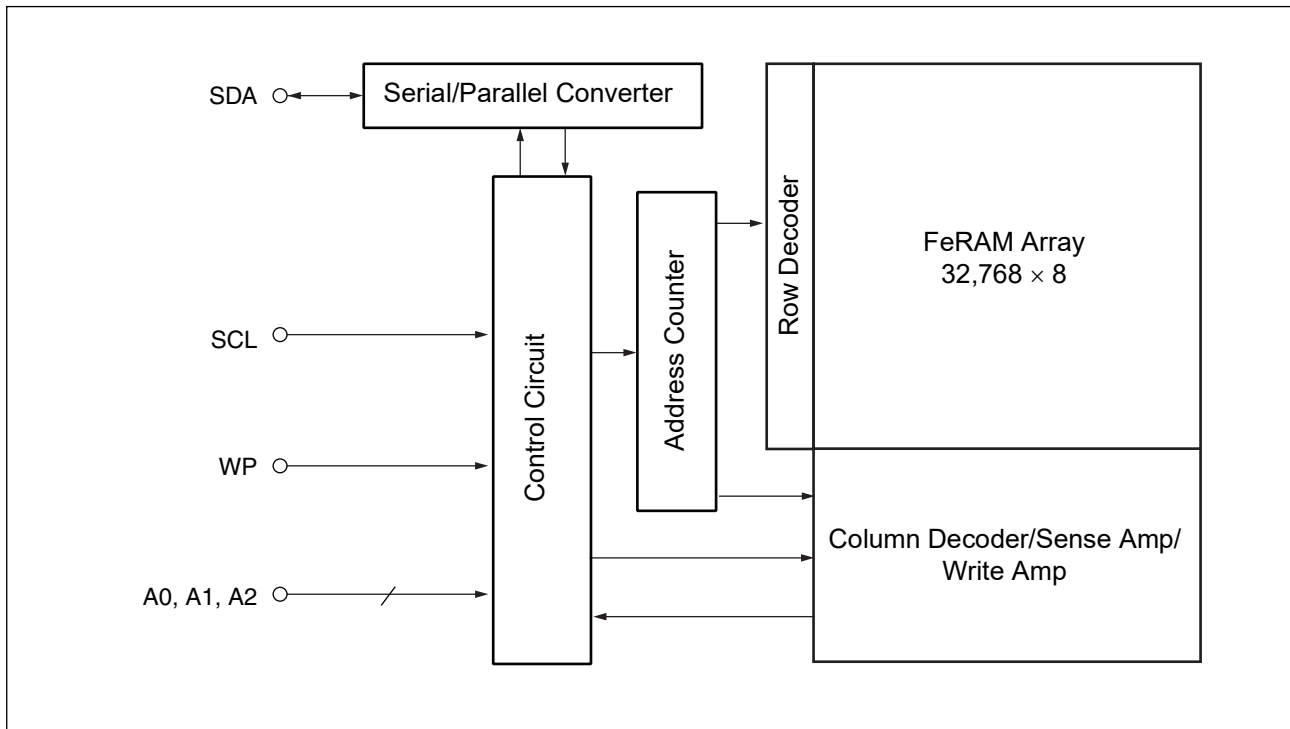 SDA
Serial/Parallel Converter
Row Decoder
FeRAM Array
32,768 × 8
SCL
Control Circuit
Address Counter
WP
Column Decoder/Sense Amp/
Write Amp
A0, A1, A2